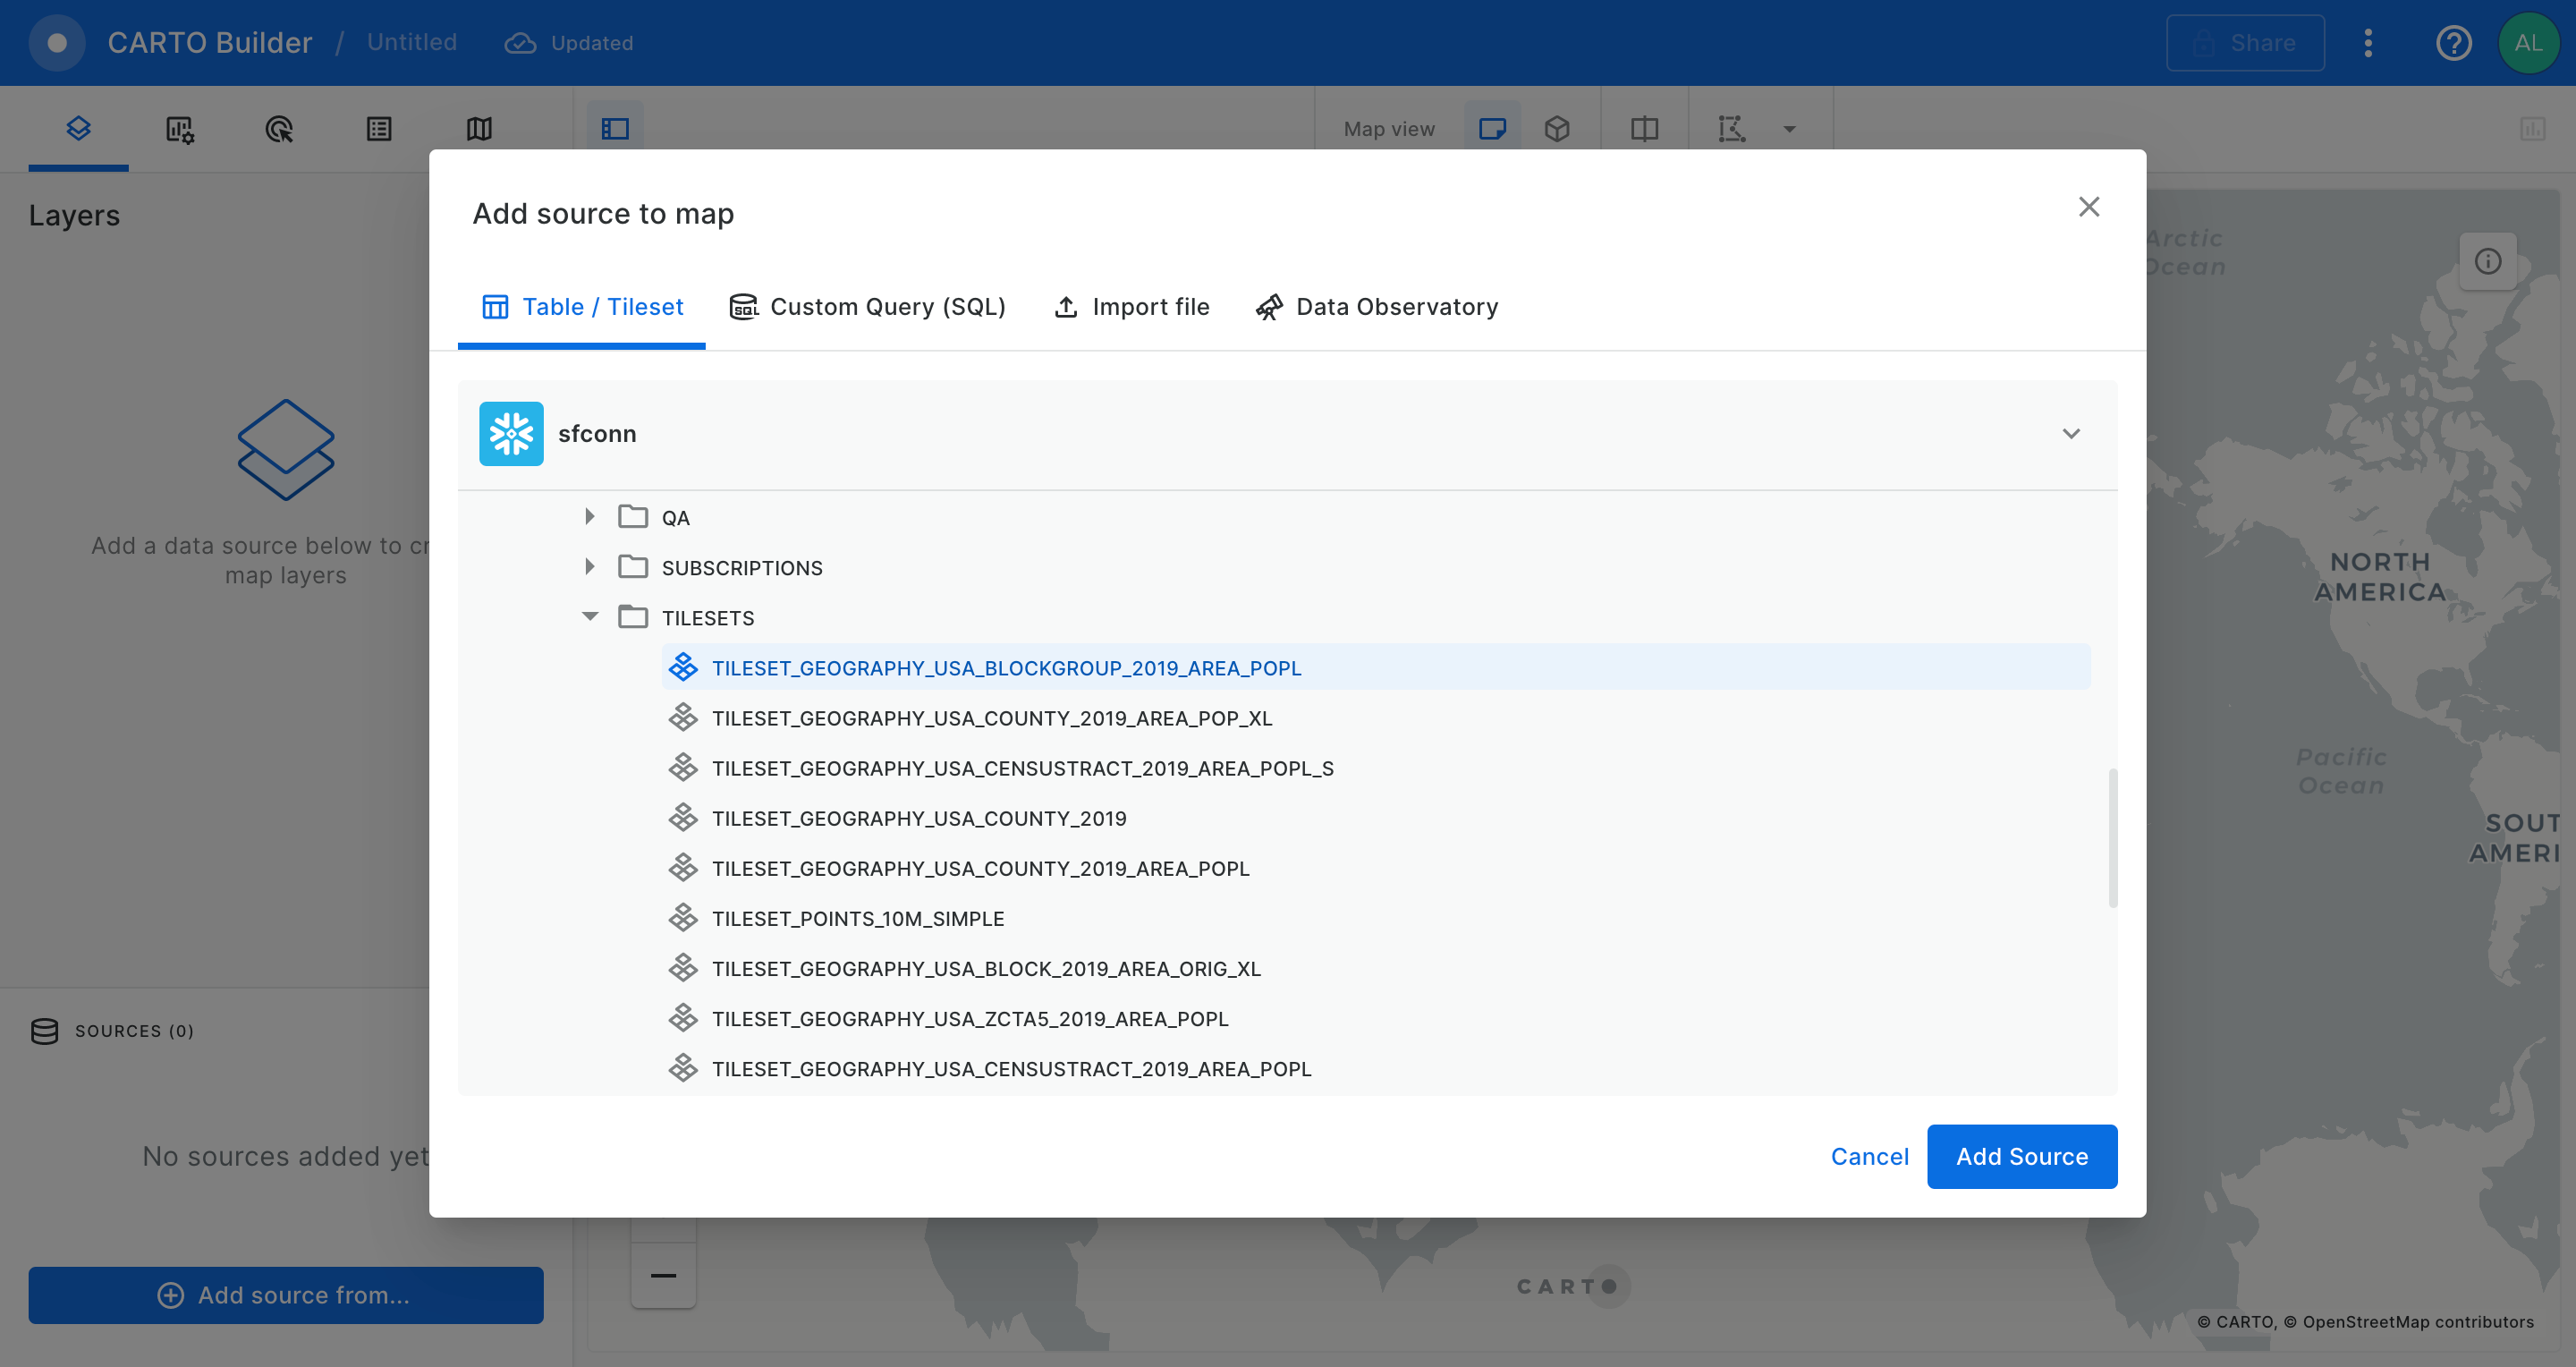 CARTO Builder / Untitled Updated Share AL
Map view
Layers
Add a data source below to cr
map layers
SOURCES (0)
No sources added yet
Add source from...
Add source to map
Table / Tileset Custom Query (SQL) Import file Data Observatory
sfconn
QA
SUBSCRIPTIONS
TILESETS
TILESET_GEOGRAPHY_USA_BLOCKGROUP_2019_AREA_POPL
TILESET_GEOGRAPHY_USA_COUNTY_2019_AREA_POP_XL
TILESET_GEOGRAPHY_USA_CENSUSTRACT_2019_AREA_POPL_S
TILESET_GEOGRAPHY_USA_COUNTY_2019
TILESET_GEOGRAPHY_USA_COUNTY_2019_AREA_POPL
TILESET_POINTS_10M_SIMPLE
TILESET_GEOGRAPHY_USA_BLOCK_2019_AREA_ORIG_XL
TILESET_GEOGRAPHY_USA_ZCTA5_2019_AREA_POPL
TILESET_GEOGRAPHY_USA_CENSUSTRACT_2019_AREA_POPL
Cancel Add Source
Arctic
Ocean
NORTH
AMERICA
Pacific
Ocean
SOUT
AMERI
CARTO
© CARTO, © OpenStreetMap contributors